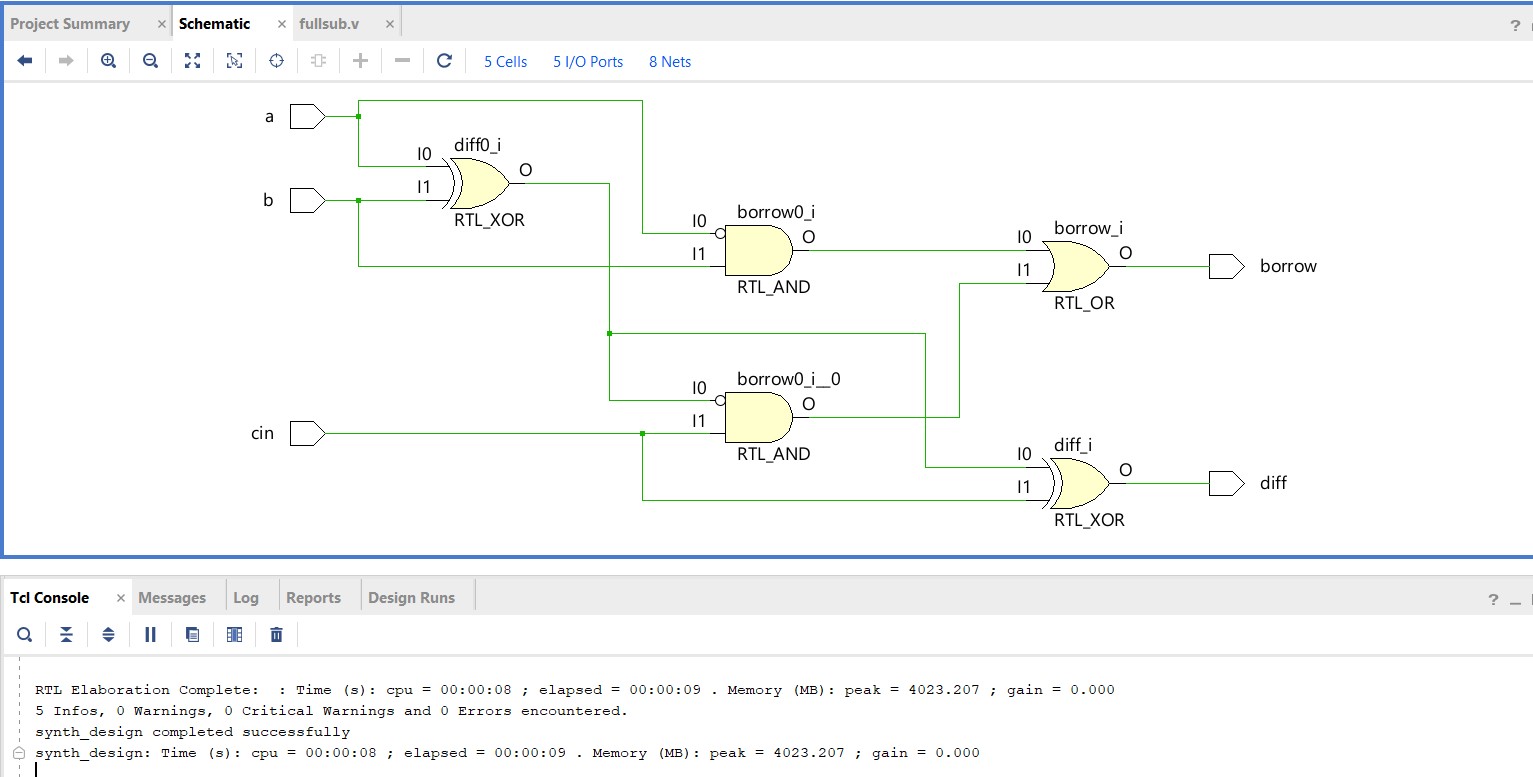 Project Summary × Schematic × fullsub.v × ?
5 Cells 5 I/O Ports 8 Nets
a
diff0_i
I0 O
b I1
RTL_XOR
borrow0_i
I0 O
I1
RTL_AND
borrow_i
I0 O
I1 borrow
RTL_OR
borrow0_i__0
I0 O
cin I1
RTL_AND
diff_i
I0 O
I1 diff
RTL_XOR
Tcl Console × Messages Log Reports Design Runs ? _
RTL Elaboration Complete:  : Time (s): cpu = 00:00:08 ; elapsed = 00:00:09 . Memory (MB): peak = 4023.207 ; gain = 0.000
5 Infos, 0 Warnings, 0 Critical Warnings and 0 Errors encountered.
synth_design completed successfully
synth_design: Time (s): cpu = 00:00:08 ; elapsed = 00:00:09 . Memory (MB): peak = 4023.207 ; gain = 0.000